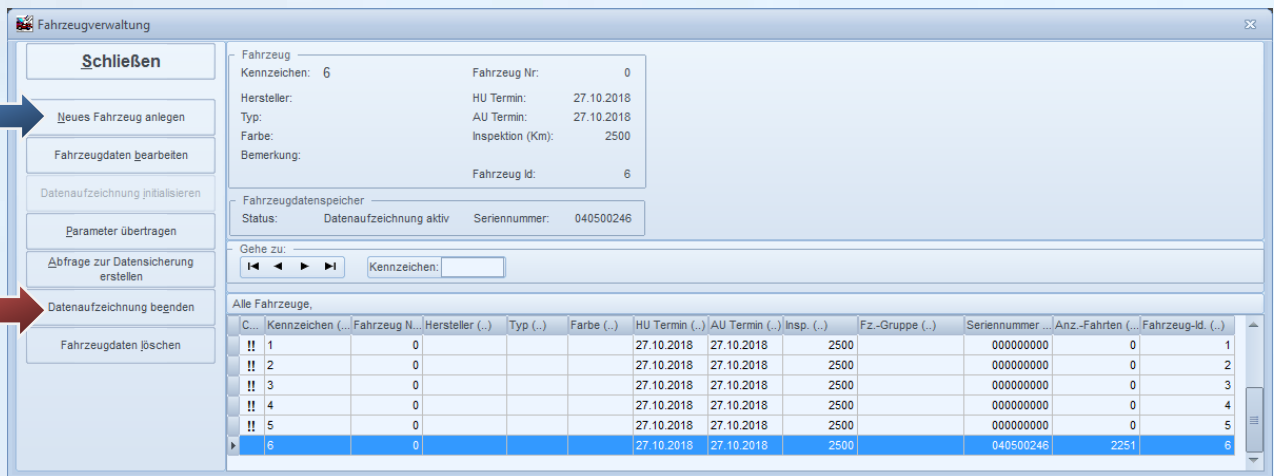 Fahrzeugverwaltung
Schließen
Neues Fahrzeug anlegen
Fahrzeugdaten bearbeiten
Datenaufzeichnung initialisieren
Parameter übertragen
Abfrage zur Datensicherung
erstellen
Datenaufzeichnung beenden
Fahrzeugdaten löschen
Fahrzeug
Kennzeichen: 6 Fahrzeug Nr: 0
Hersteller: HU Termin: 27.10.2018
Typ: AU Termin: 27.10.2018
Farbe: Inspektion (Km): 2500
Bemerkung:
Fahrzeug Id: 6
Fahrzeugdatenspeicher
Status: Datenaufzeichnung aktiv Seriennummer: 040500246
Gehe zu:
Kennzeichen:
Alle Fahrzeuge,
C... Kennzeichen (... Fahrzeug N... Hersteller (..) Typ (..) Farbe (..) HU Termin (..) AU Termin (..) Insp. (..) Fz.-Gruppe (..) Seriennummer ... Anz.-Fahrten (... Fahrzeug-Id. (..)
!! 1 0 27.10.2018 27.10.2018 2500 000000000 0 1
!! 2 0 27.10.2018 27.10.2018 2500 000000000 0 2
!! 3 0 27.10.2018 27.10.2018 2500 000000000 0 3
!! 4 0 27.10.2018 27.10.2018 2500 000000000 0 4
!! 5 0 27.10.2018 27.10.2018 2500 000000000 0 5
6 0 27.10.2018 27.10.2018 2500 040500246 2251 6